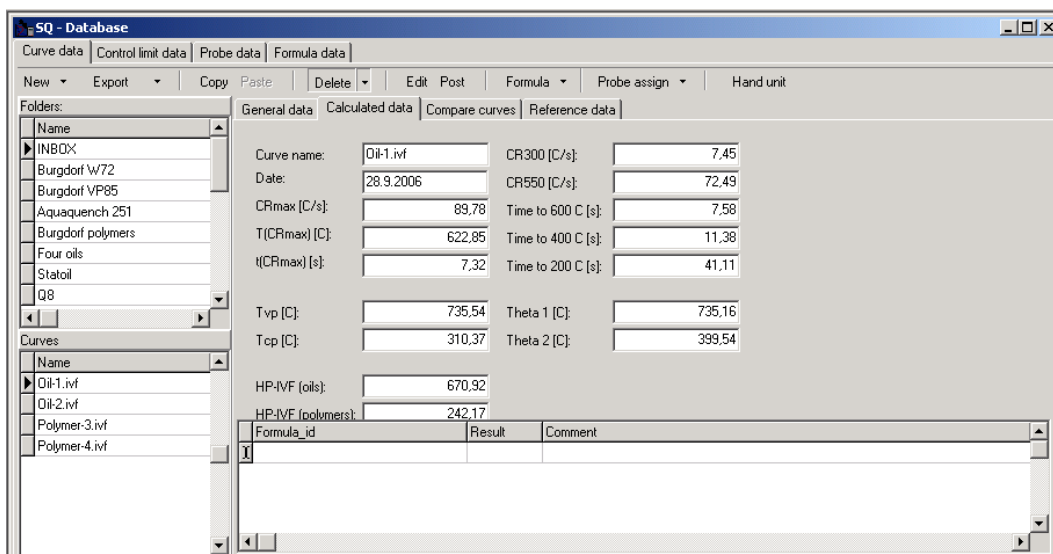 SQ - Database
Curve data Control limit data Probe data Formula data
New Export Copy Paste Delete Edit Post Formula Probe assign Hand unit
Folders:
Name
INBOX
Burgdorf W72
Burgdorf VP85
Aquaquench 251
Burgdorf polymers
Four oils
Statoil
Q8
Curves
Name
Oil-1.ivf
Oil-2.ivf
Polymer-3.ivf
Polymer-4.ivf
General data Calculated data Compare curves Reference data
Curve name: Oil-1.ivf CR300 [C/s]: 7,45
Date: 28.9.2006 CR550 [C/s]: 72,49
CRmax [C/s]: 89,78 Time to 600 C [s]: 7,58
T(CRmax) [C]: 622,85 Time to 400 C [s]: 11,38
t(CRmax) [s]: 7,32 Time to 200 C [s]: 41,11
Tvp [C]: 735,54 Theta 1 [C]: 735,16
Tcp [C]: 310,37 Theta 2 [C]: 399,54
HP-IVF (oils): 670,92
HP-IVF (polymers): 242,17
Formula_id Result Comment